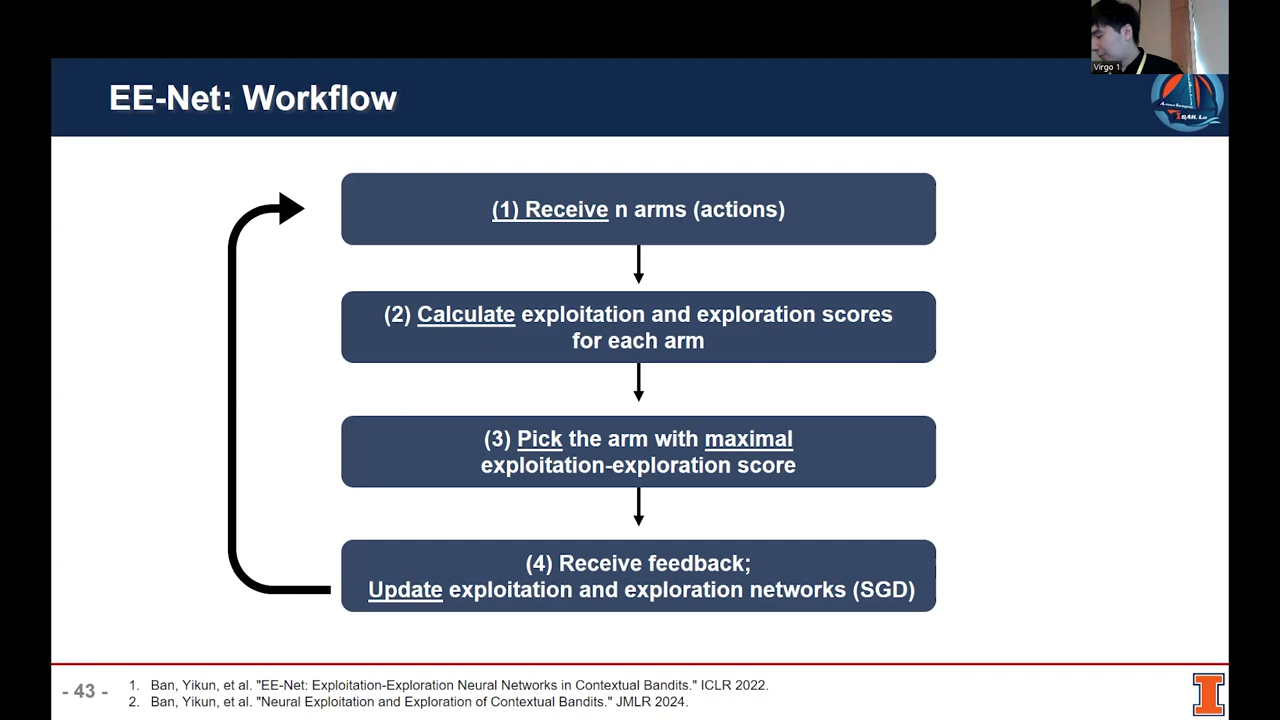 Virgo 1
EE-Net: Workflow
(1) Receive n arms (actions)
(2) Calculate exploitation and exploration scores
for each arm
(3) Pick the arm with maximal
exploitation-exploration score
(4) Receive feedback;
Update exploitation and exploration networks (SGD)
- 43 -
1. Ban, Yikun, et al. "EE-Net: Exploitation-Exploration Neural Networks in Contextual Bandits." ICLR 2022.
2. Ban, Yikun, et al. "Neural Exploitation and Exploration of Contextual Bandits." JMLR 2024.